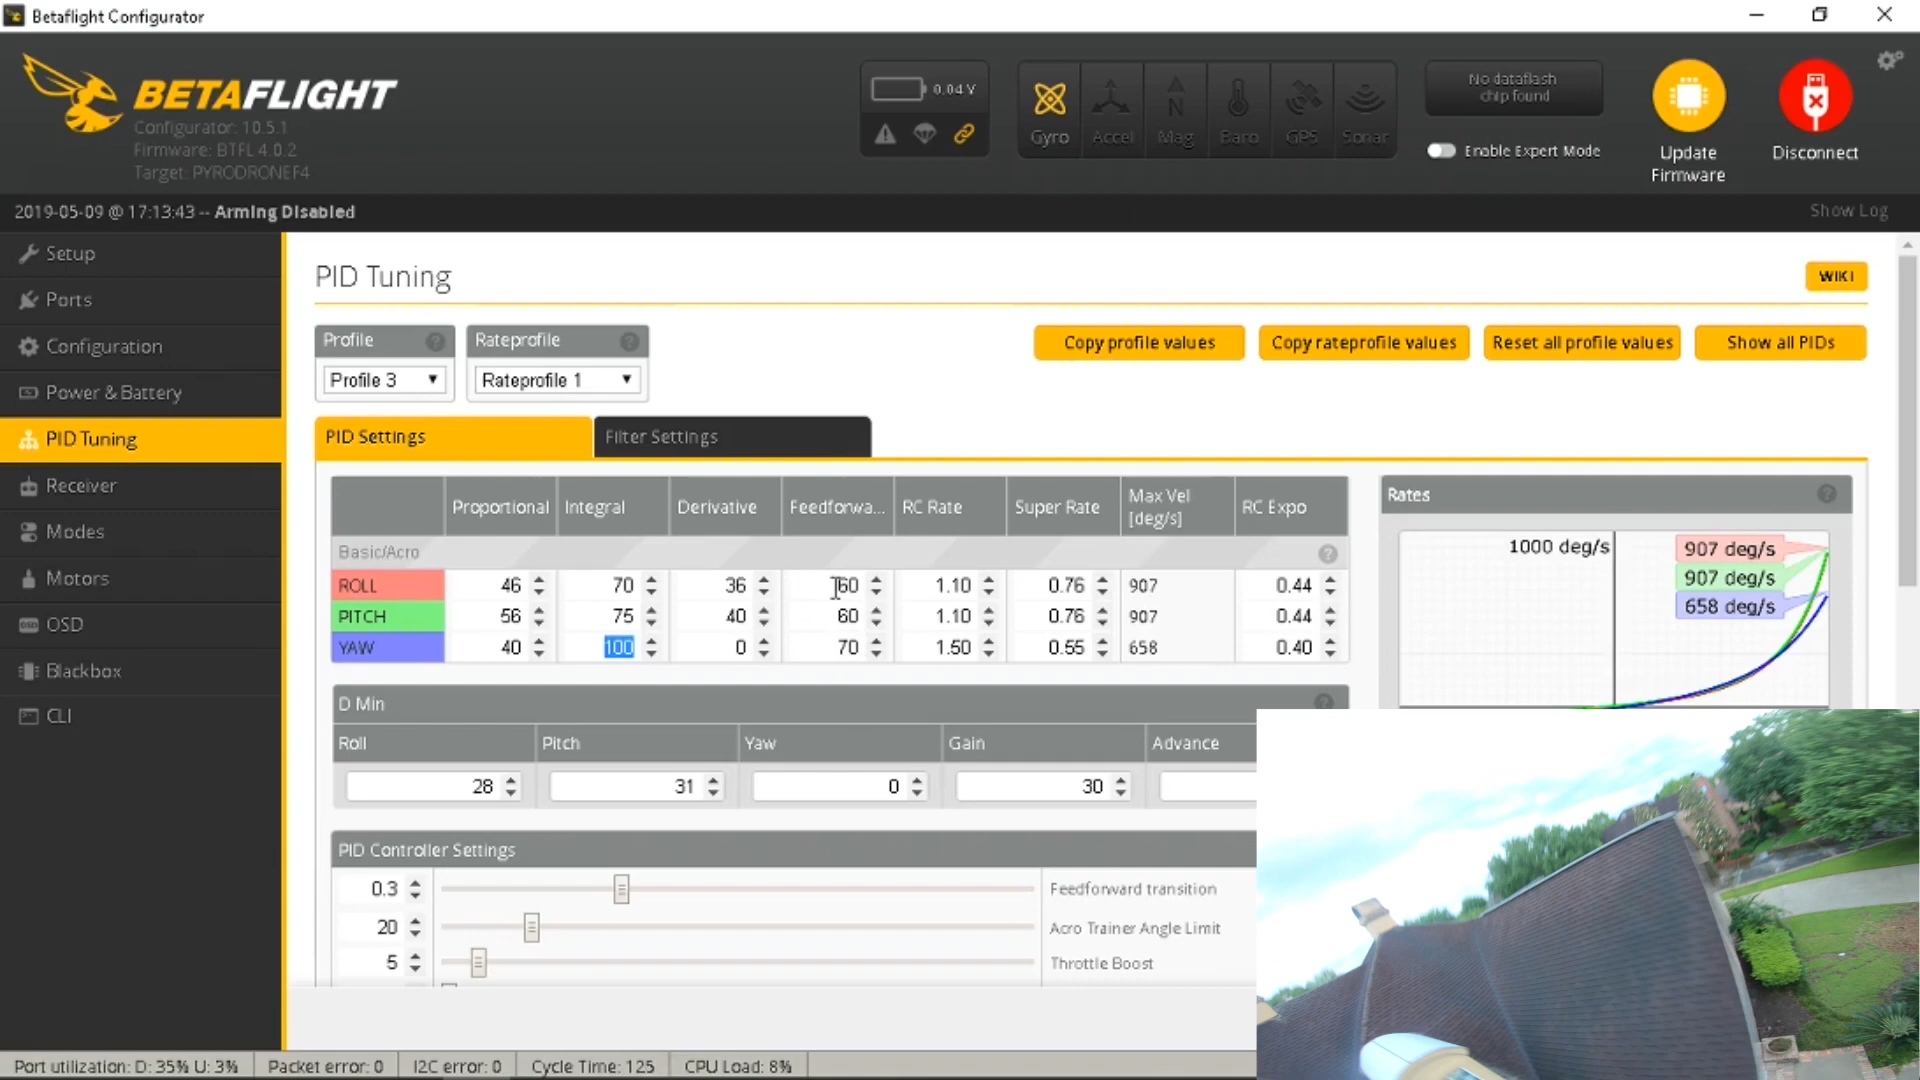 Betaflight Configurator
BETAFLIGHT
Configurator: 10.5.1
Firmware: BTFL 4.0.2
Target: PYRODRONEF4
0.04 V
Gyro Accel Mag Baro GPS Sonar
No dataflash
chip found
Enable Expert Mode
Update
Firmware
Disconnect
2019-05-09 @ 17:13:43 -- Arming Disabled
Show Log
Setup
Ports
Configuration
Power & Battery
PID Tuning
Receiver
Modes
Motors
OSD
Blackbox
CLI
PID Tuning
WIKI
Profile
Profile 3
Rateprofile
Rateprofile 1
Copy profile values
Copy rateprofile values
Reset all profile values
Show all PIDs
PID Settings
Filter Settings
Proportional Integral Derivative Feedforwa... RC Rate Super Rate Max Vel [deg/s] RC Expo
Basic/Acro
ROLL 46 70 36 60 1.10 0.76 907 0.44
PITCH 56 75 40 60 1.10 0.76 907 0.44
YAW 40 100 0 70 1.50 0.55 658 0.40
Rates
1000 deg/s
907 deg/s
907 deg/s
658 deg/s
D Min
Roll Pitch Yaw Gain Advance
28 31 0 30
PID Controller Settings
0.3 Feedforward transition
20 Acro Trainer Angle Limit
5 Throttle Boost
Port utilization: D: 35% U: 3% Packet error: 0 I2C error: 0 Cycle Time: 125 CPU Load: 8%